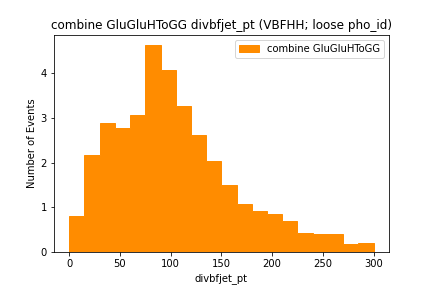 combine GluGluHToGG divbfjet_pt (VBFHH; loose pho_id)
combine GluGluHToGG
Number of Events
4
3
2
1
0
0 50 100 150 200 250 300
divbfjet_pt